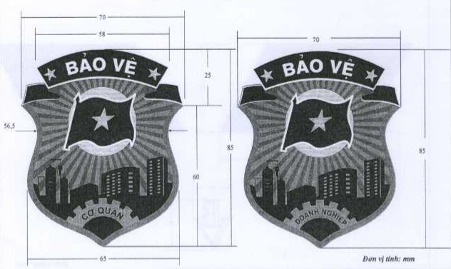 70
58
70
BẢO VỆ
BẢO VỆ
25
56,5
60
85
85
CƠ QUAN
DOANH NGHIỆP
65
Đơn vị tính: mm